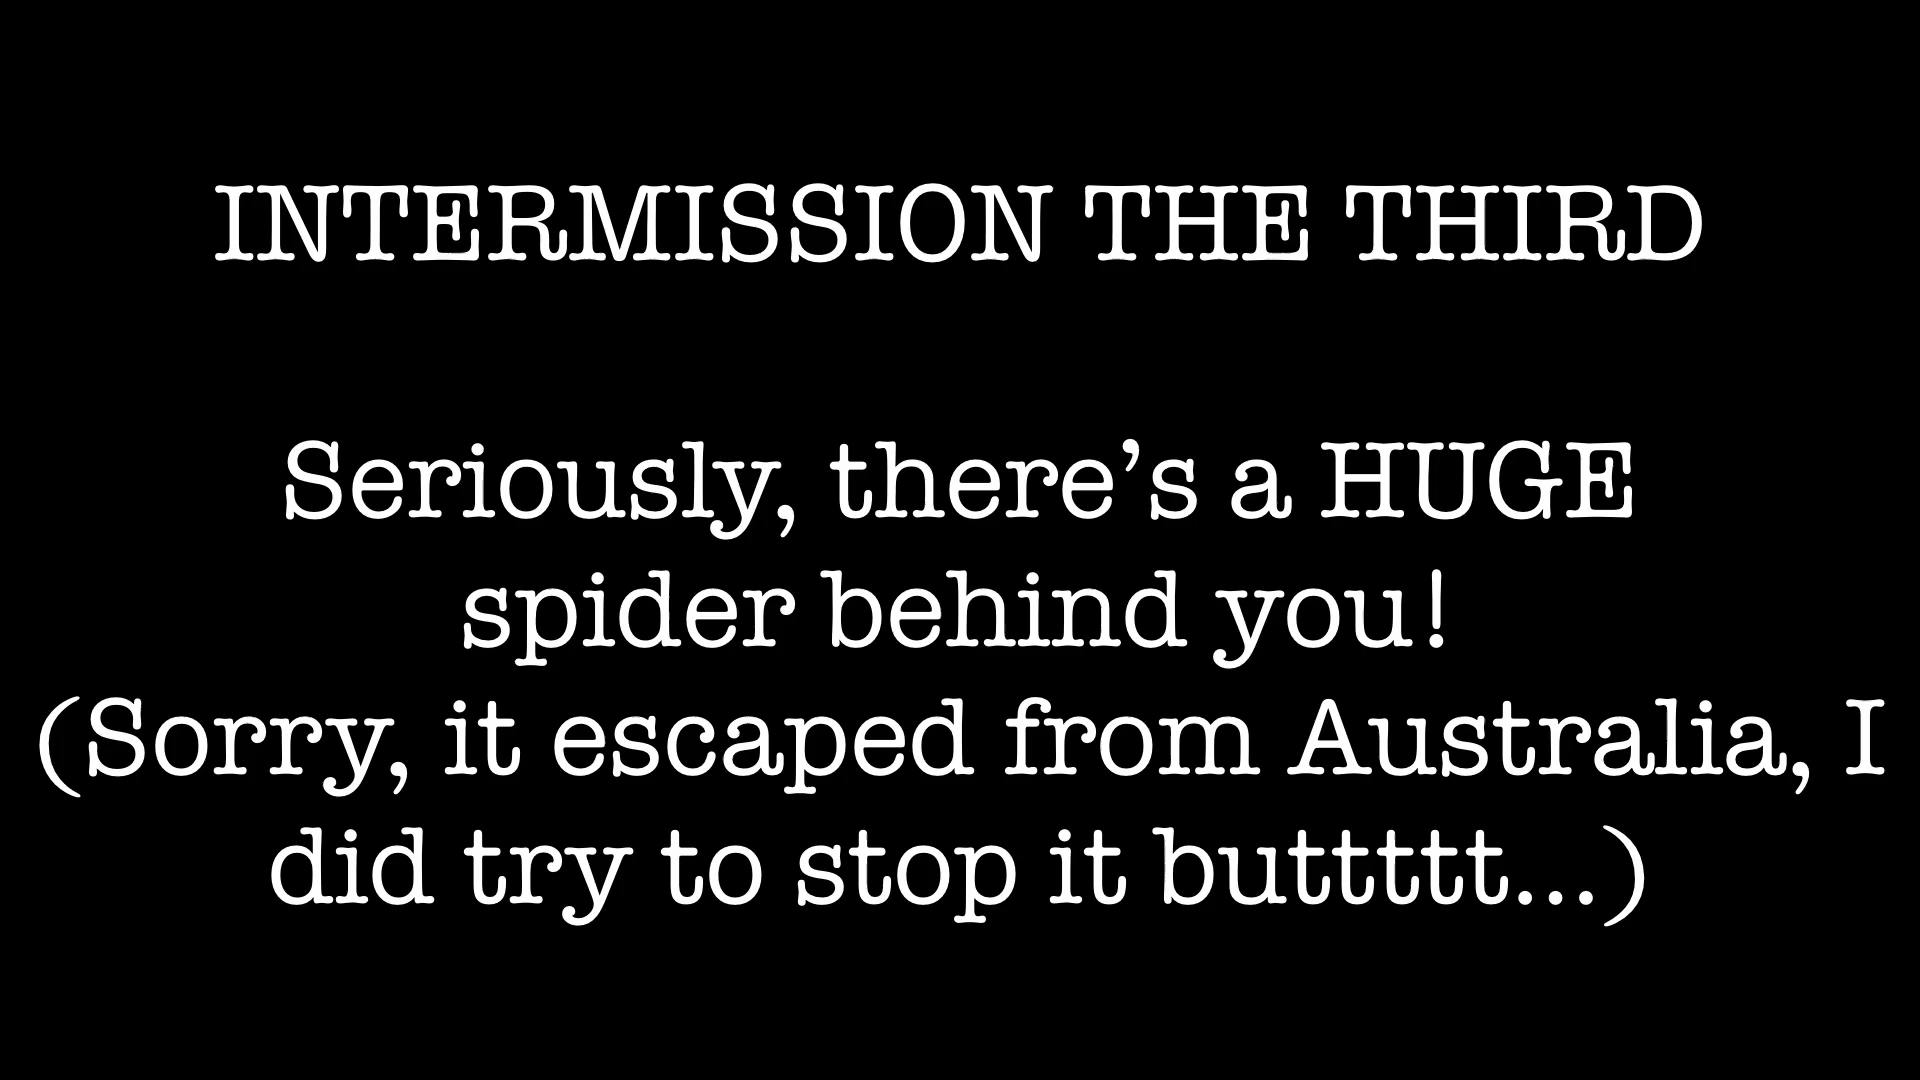 INTERMISSION THE THIRD
Seriously, there’s a HUGE
spider behind you!
(Sorry, it escaped from Australia, I
did try to stop it butttttt...)